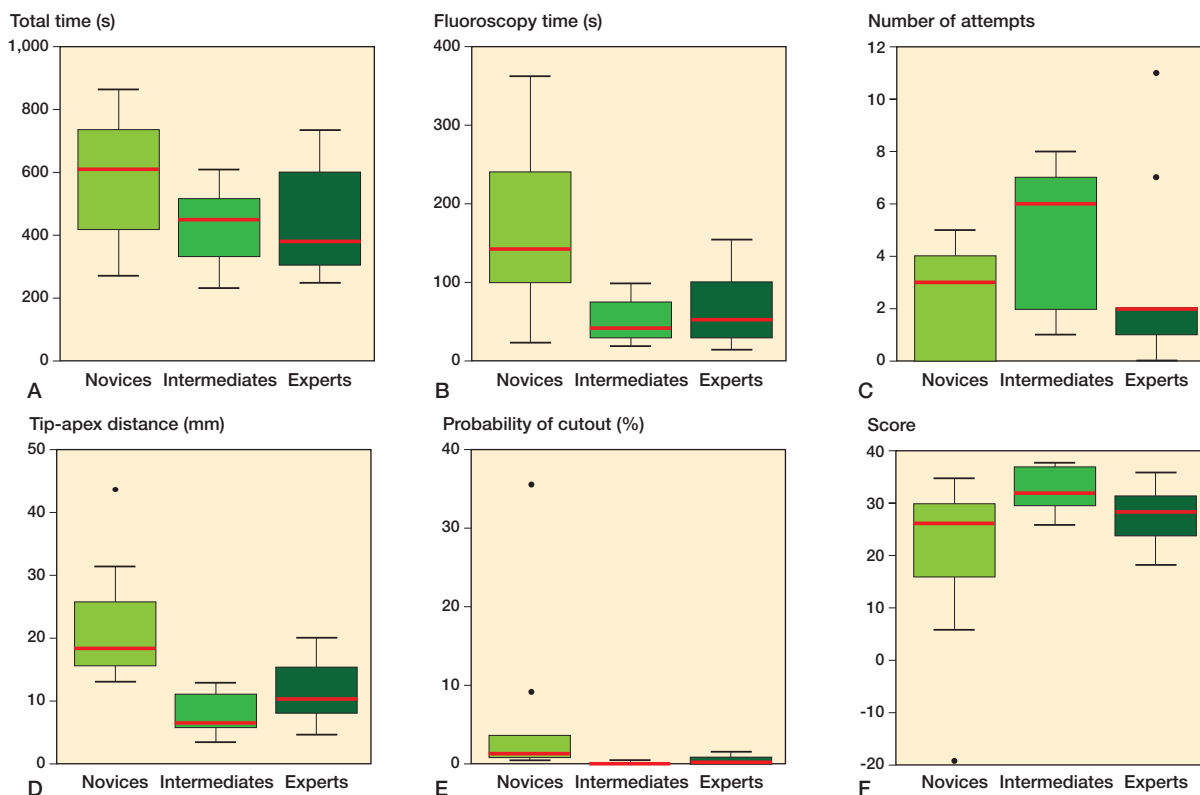 Total time (s)
1,000
800
600
400
200
0
Novices Intermediates Experts
A
Fluoroscopy time (s)
400
300
200
100
0
Novices Intermediates Experts
B
Number of attempts
12
10
8
6
4
2
0
Novices Intermediates Experts
C
Tip-apex distance (mm)
50
40
30
20
10
0
Novices Intermediates Experts
D
Probability of cutout (%)
40
30
20
10
0
Novices Intermediates Experts
E
Score
40
30
20
10
0
-10
-20
Novices Intermediates Experts
F